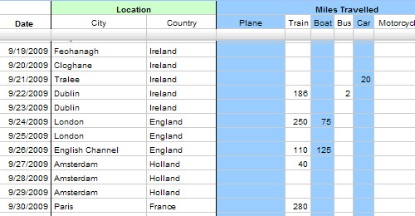 Location Miles Travelled
Date City Country Plane Train Boat Bus Car Motorcycl
9/19/2009 Feohanagh Ireland
9/20/2009 Cloghane Ireland
9/21/2009 Tralee Ireland 20
9/22/2009 Dublin Ireland 186 2
9/23/2009 Dublin Ireland
9/24/2009 London England 250 75
9/25/2009 London England
9/26/2009 English Channel England 110 125
9/27/2009 Amsterdam Holland 40
9/28/2009 Amsterdam Holland
9/29/2009 Amsterdam Holland
9/30/2009 Paris France 280